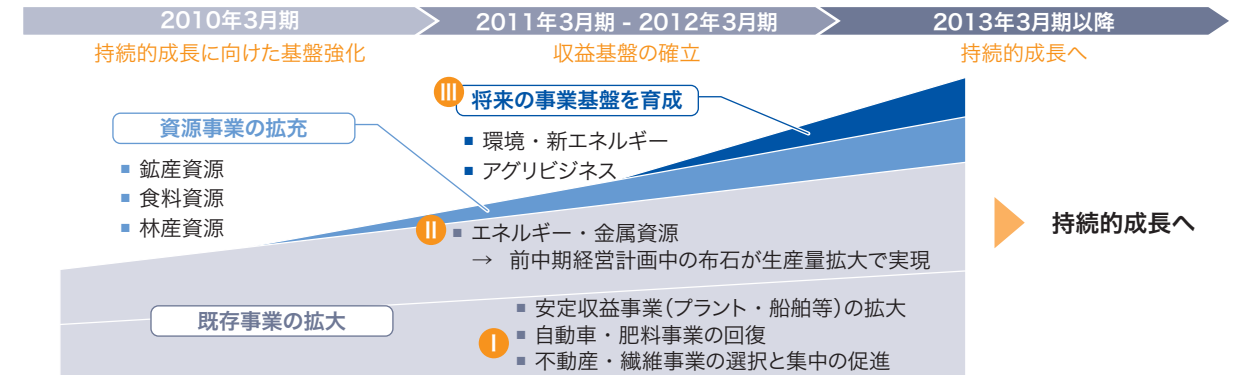 2010年3月期
2011年3月期 - 2012年3月期
2013年3月期以降
持続的成長に向けた基盤強化
収益基盤の確立
持続的成長へ
III
将来の事業基盤を育成
■ 環境・新エネルギー
■ アグリビジネス
資源事業の拡充
■ 鉱産資源
■ 食料資源
■ 林産資源
II
■ エネルギー・金属資源
→ 前中期経営計画中の布石が生産量拡大で実現
持続的成長へ
既存事業の拡大
I
■ 安定収益事業(プラント・船舶等)の拡大
■ 自動車・肥料事業の回復
■ 不動産・繊維事業の選択と集中の促進